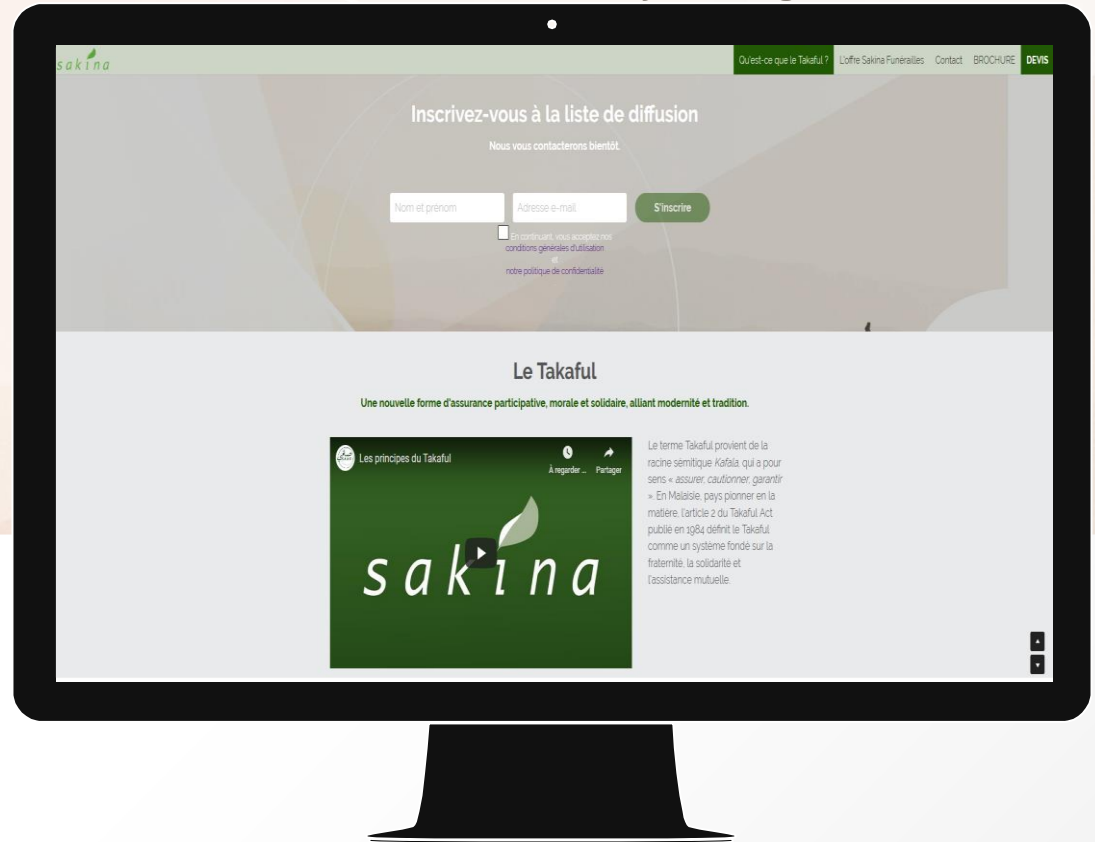 sakina
Qu'est-ce que le Takaful ? L'offre Sakina Funérailles Contact BROCHURE DEVIS
Inscrivez-vous à la liste de diffusion
Nous vous contacterons bientôt.
Nom et prénom Adresse e-mail S'inscrire
En continuant, vous acceptez nos
conditions générales d'utilisation
et
notre politique de confidentialité
Le Takaful
Une nouvelle forme d'assurance participative, morale et solidaire, alliant modernité et tradition.
Les principes du Takaful
À regarder ... Partager
sakina
Le terme Takaful provient de la
racine sémitique Kafala, qui a pour
sens « assurer, cautionner, garantir
». En Malaisie, pays pionner en la
matière, l'article 2 du Takaful Act
publié en 1984 définit le Takaful
comme un système fondé sur la
fraternité, la solidarité et
l'assistance mutuelle.